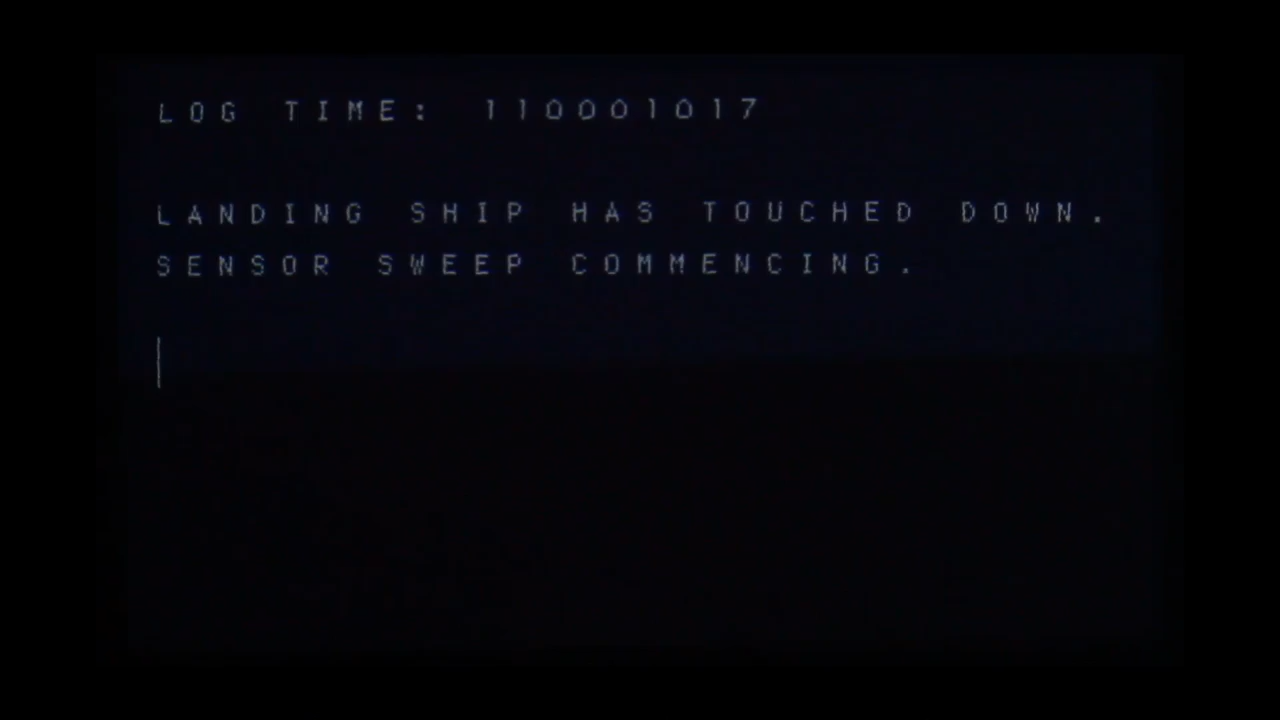 LOG TIME: 110001017
LANDING SHIP HAS TOUCHED DOWN.
SENSOR SWEEP COMMENCING.